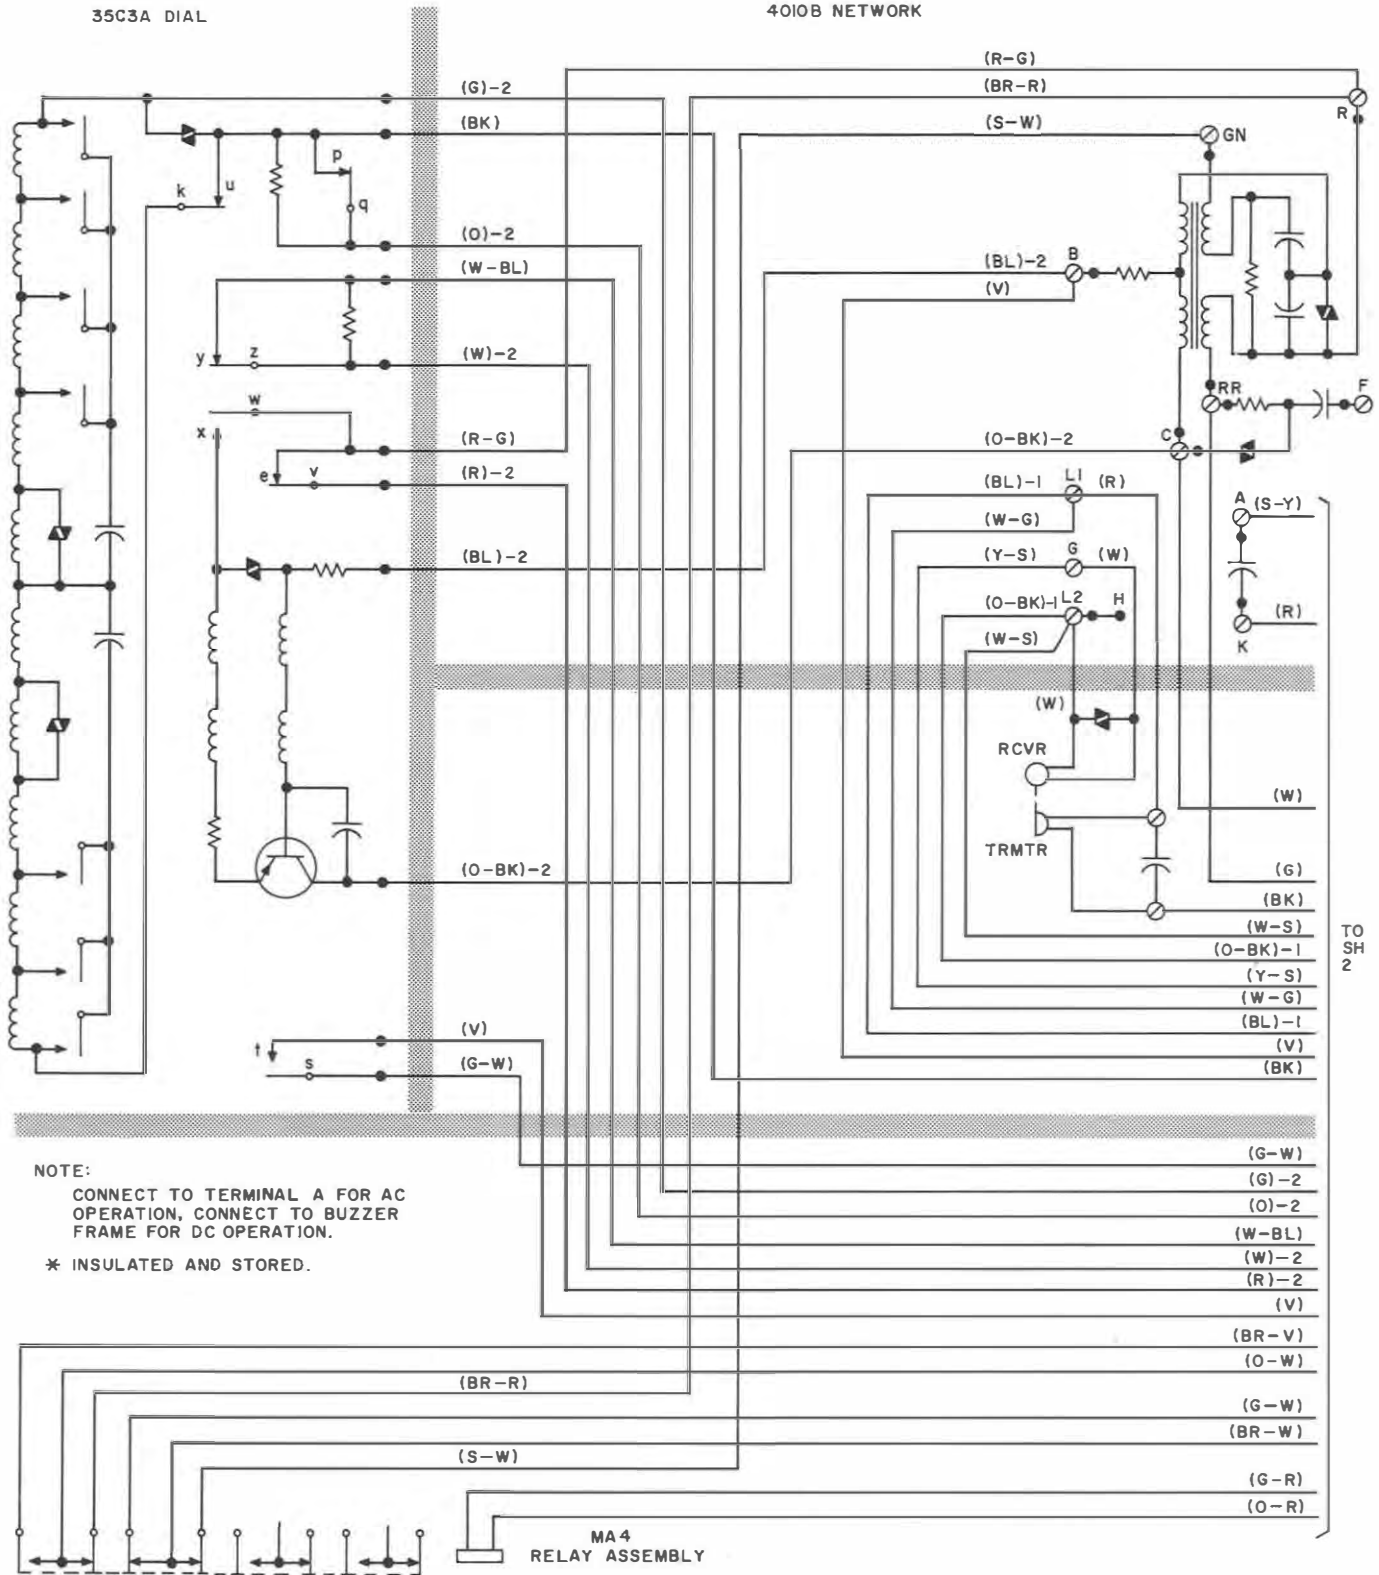 35C3A DIAL
4010B NETWORK
(R-G)
(G)-2
(BR-R)
(BK)
(S-W)
R
GN
p
k
u
q
(O)-2
(W-BL)
(BL)-2
B
(V)
y
z
(W)-2
w
x
(R-G)
(O-BK)-2
C
RR
F
e
v
(R)-2
(BL)-1
L1
(R)
A
(S-Y)
(W-G)
(BL)-2
(Y-S)
G
(W)
(O-BK)-1
L2
H
(R)
(W-S)
K
(W)
RCVR
(W)
TRMTR
(O-BK)-2
(G)
(BK)
(W-S)
TO
SH
2
(O-BK)-1
(Y-S)
(W-G)
(BL)-1
t
(V)
(V)
s
(G-W)
(BK)
(G-W)
NOTE:
CONNECT TO TERMINAL A FOR AC
OPERATION, CONNECT TO BUZZER
FRAME FOR DC OPERATION.
* INSULATED AND STORED.
(G)-2
(O)-2
(W-BL)
(W)-2
(R)-2
(V)
(BR-V)
(O-W)
(BR-R)
(G-W)
(BR-W)
(S-W)
(G-R)
(O-R)
MA4
RELAY ASSEMBLY